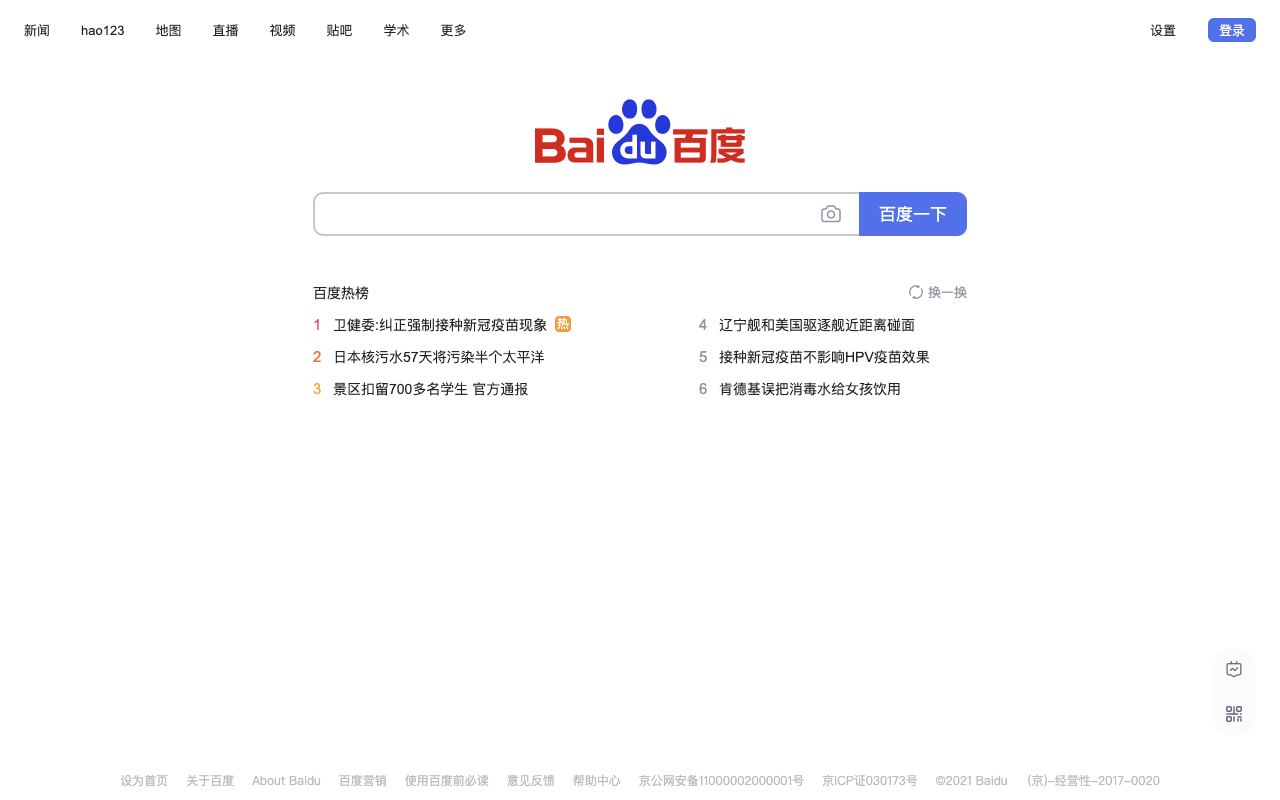 新闻 hao123 地图 直播 视频 贴吧 学术 更多 设置 登录
Bai du 百度
百度一下
百度热榜 换一换
1 卫健委:纠正强制接种新冠疫苗现象 热
2 日本核污水57天将污染半个太平洋
3 景区扣留700多名学生 官方通报
4 辽宁舰和美国驱逐舰近距离碰面
5 接种新冠疫苗不影响HPV疫苗效果
6 肯德基误把消毒水给女孩饮用
设为首页 关于百度 About Baidu 百度营销 使用百度前必读 意见反馈 帮助中心 京公网安备11000002000001号 京ICP证030173号 ©2021 Baidu (京)-经营性-2017-0020